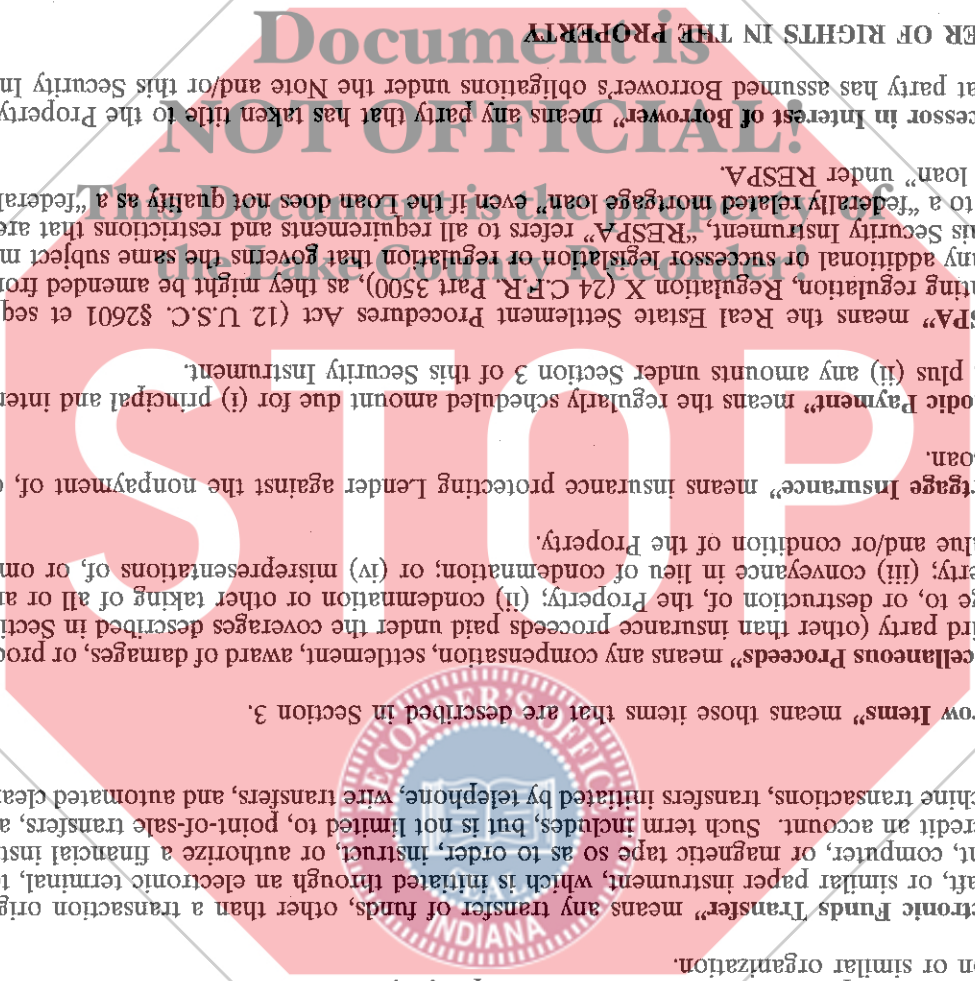 Document is
NOT OFFICIAL!
This Document is the property of
the Lake County Recorder!
STOP
RECORDER'S OFFICE
SEAL
INDIANA
on or similar organization.
ctronic Funds Transfer" means any transfer of funds, other than a transaction orig
aft, or similar paper instrument, which is initiated through an electronic terminal, t
nt, computer, or magnetic tape so as to order, instruct, or authorize a financial inst
redit an account. Such term includes, but is not limited to, point-of-sale transfers, a
chine transactions, transfers initiated by telephone, wire transfers, and automated clear
row Items" means those items that are described in Section 3.
cellaneous Proceeds" means any compensation, settlement, award of damages, or proc
ird party (other than insurance proceeds paid under the coverages described in Secti
ge to, or destruction of, the Property; (ii) condemnation or other taking of all or an
erty; (iii) conveyance in lieu of condemnation; or (iv) misrepresentations of, or om
alue and/or condition of the Property.
rtgage Insurance" means insurance protecting Lender against the nonpayment of,
oan.
odic Payment" means the regularly scheduled amount due for (i) principal and inter
plus (ii) any amounts under Section 3 of this Security Instrument.
SPA" means the Real Estate Settlement Procedures Act (12 U.S.C. §2601 et seq
nting regulation, Regulation X (24 C.F.R. Part 3500), as they might be amended fro
any additional or successor legislation or regulation that governs the same subject m
is Security Instrument, "RESPA" refers to all requirements and restrictions that are
to a "federally related mortgage loan" even if the Loan does not qualify as a "federal
loan" under RESPA.
cessor in Interest of Borrower" means any party that has taken title to the Property
at party has assumed Borrower's obligations under the Note and/or this Security In
ER OF RIGHTS IN THE PROPERTY